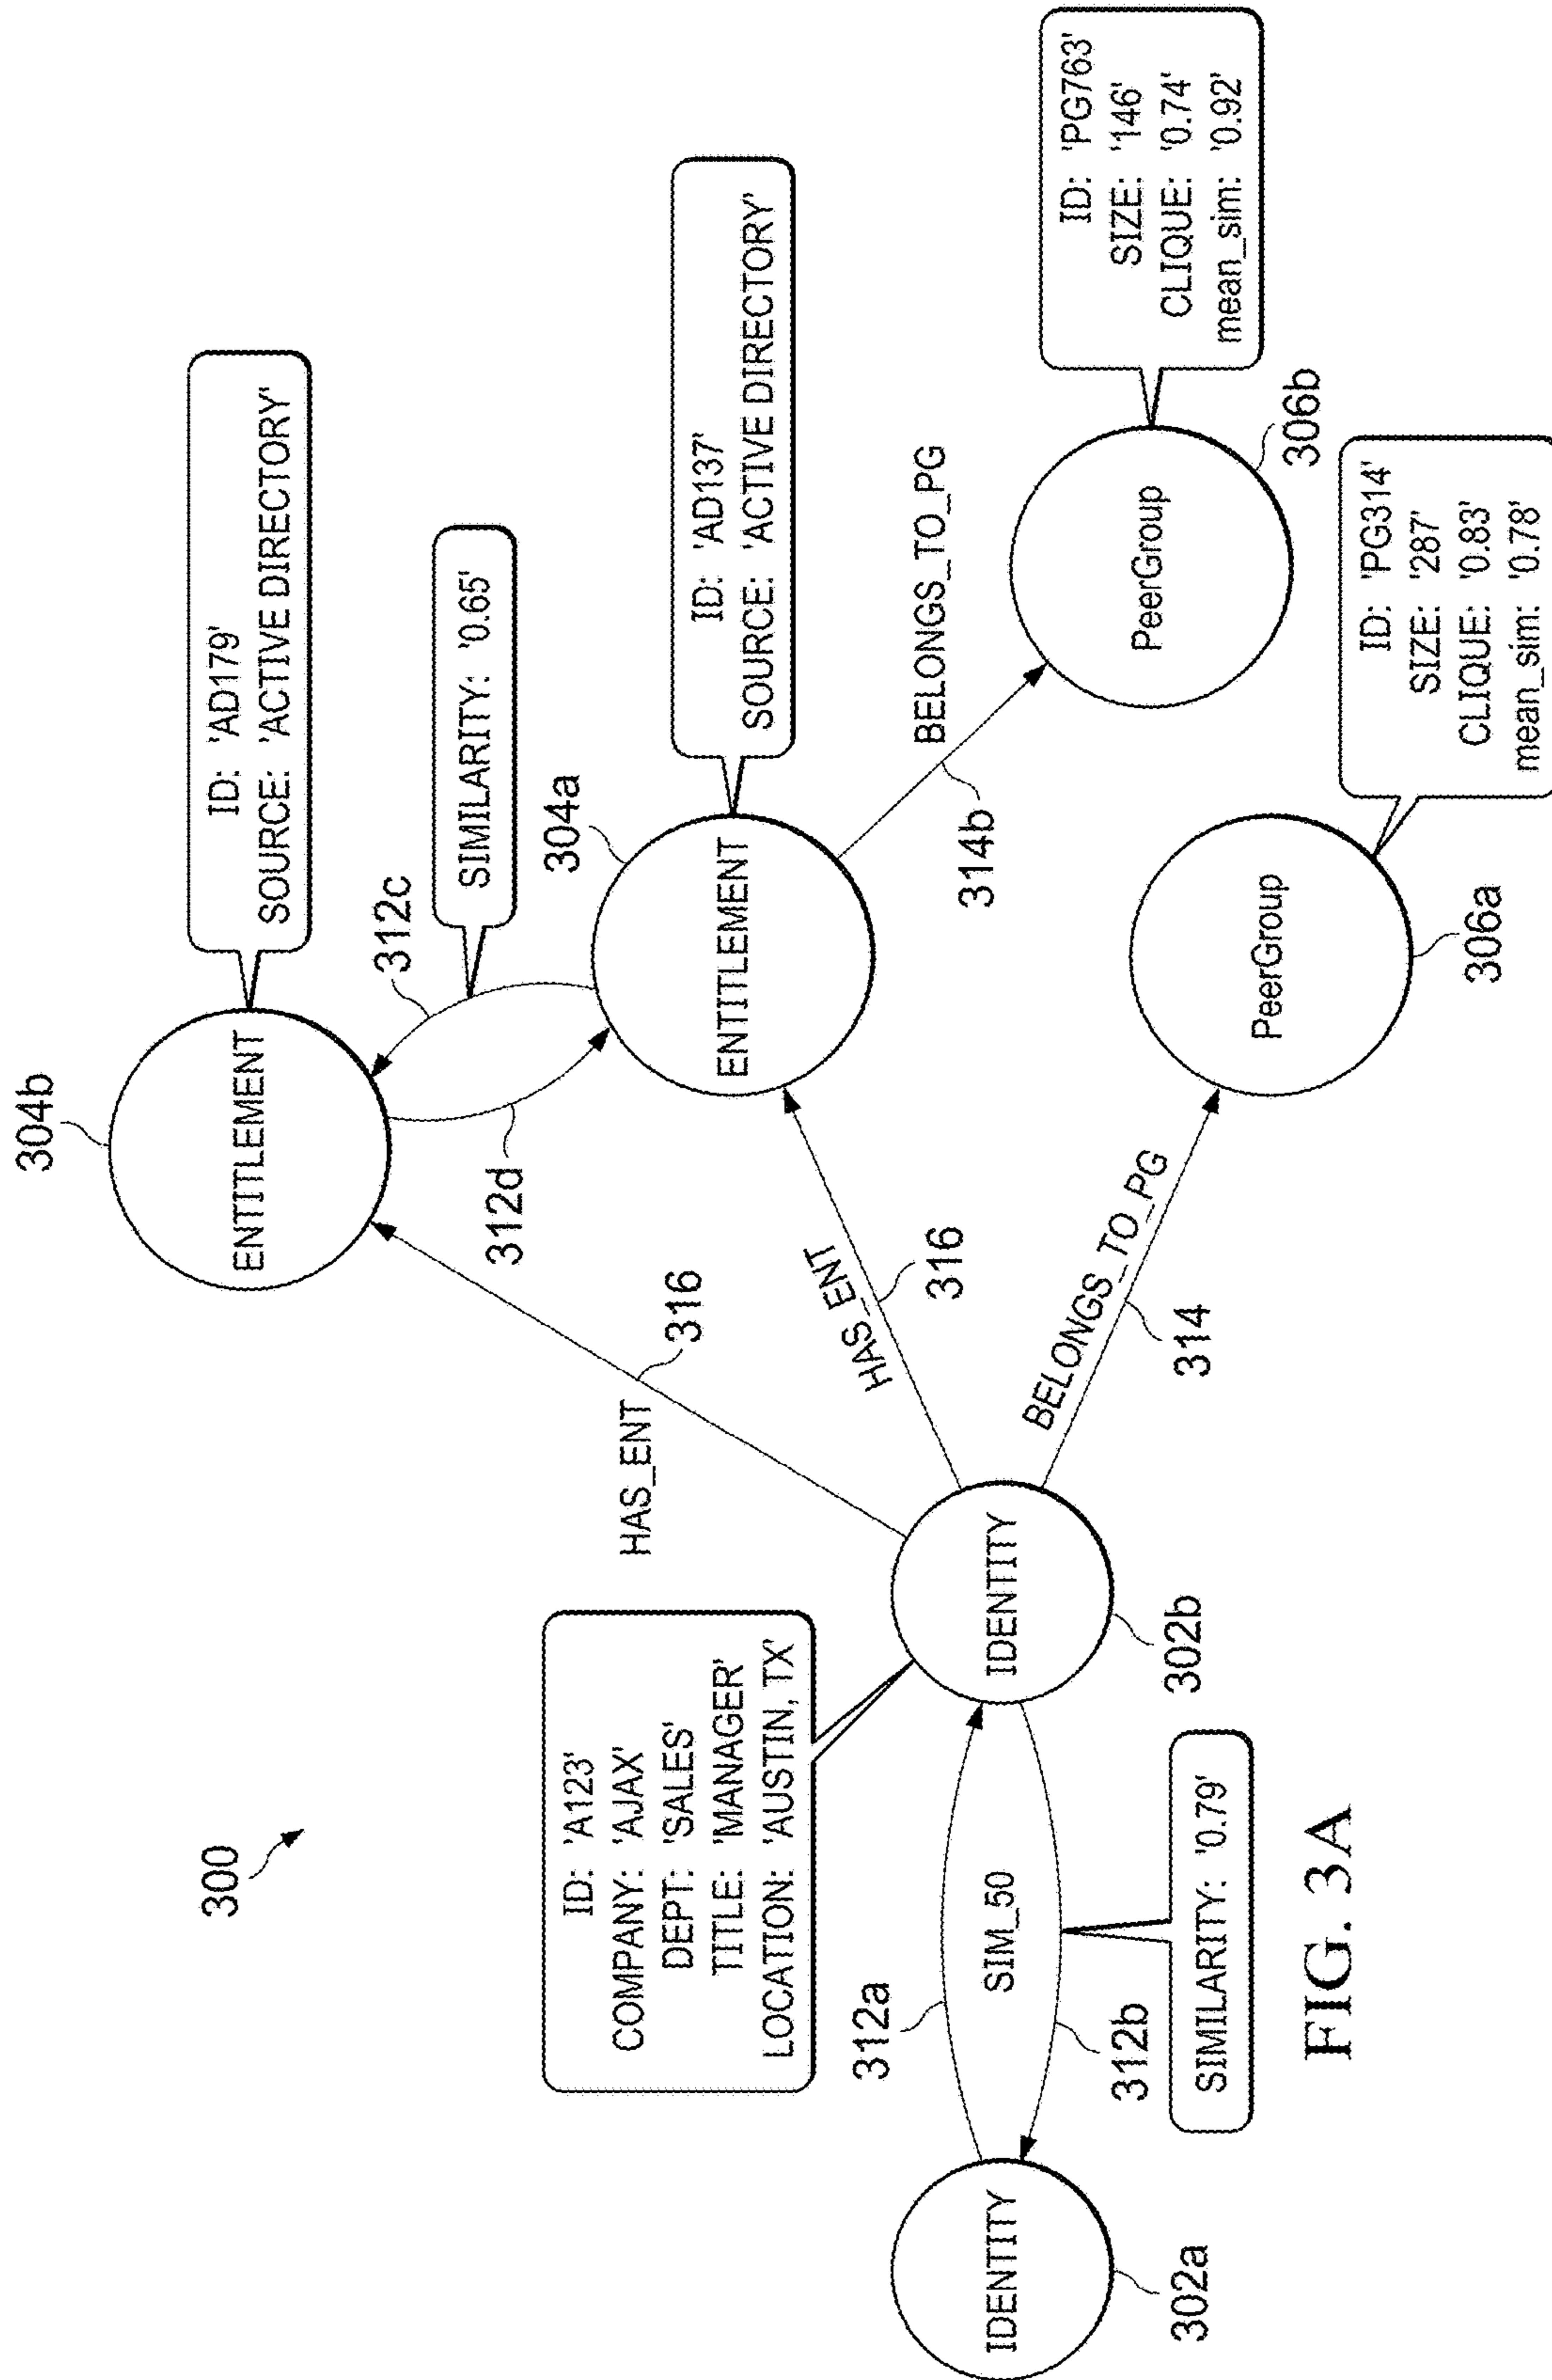 300
304b
ENTITLEMENT
ID: 'AD179'
SOURCE: 'ACTIVE DIRECTORY'
312c
312d
SIMILARITY: '0.65'
HAS_ENT
316
304a
ENTITLEMENT
ID: 'AD137'
SOURCE: 'ACTIVE DIRECTORY'
ID: 'A123'
COMPANY: 'AJAX'
DEPT: 'SALES'
TITLE: 'MANAGER'
LOCATION: 'AUSTIN, TX'
HAS_ENT
316
BELONGS_TO_PG
314b
312a
SIM_50
312b
SIMILARITY: '0.79'
IDENTITY
302a
IDENTITY
302b
BELONGS_TO_PG
314
PeerGroup
306b
ID: 'PG763'
SIZE: '146'
CLIQUE: '0.74'
mean_sim: '0.92'
PeerGroup
306a
ID: 'PG314'
SIZE: '287'
CLIQUE: '0.83'
mean_sim: '0.78'
FIG. 3A